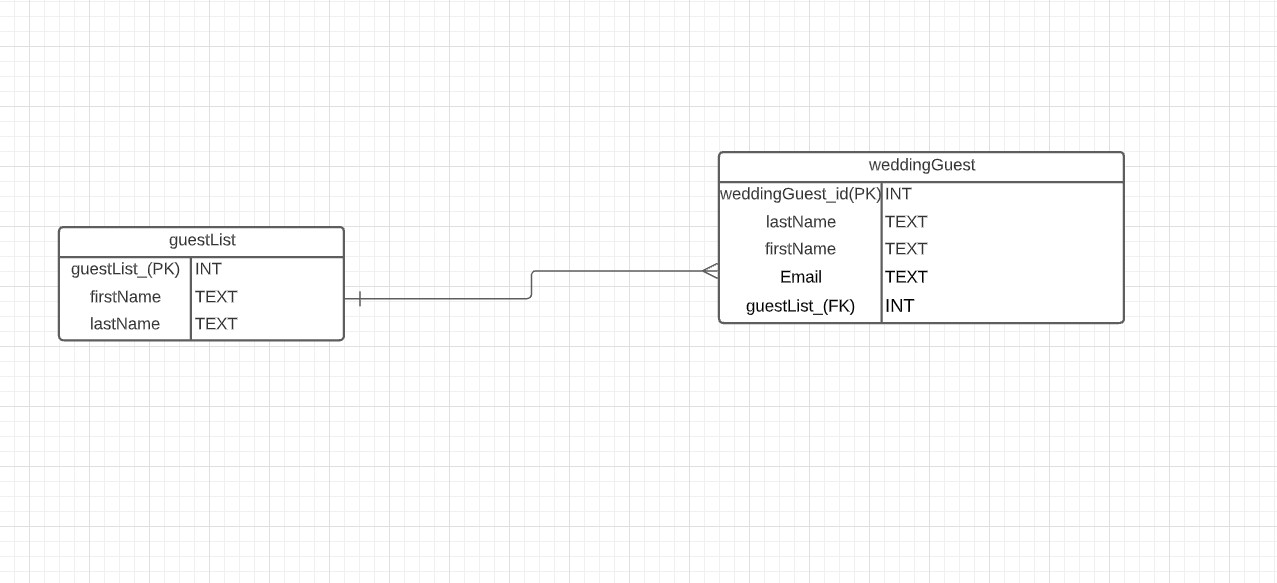 guestList
guestList_(PK) INT
firstName TEXT
lastName TEXT
weddingGuest
weddingGuest_id(PK) INT
lastName TEXT
firstName TEXT
Email TEXT
guestList_(FK) INT